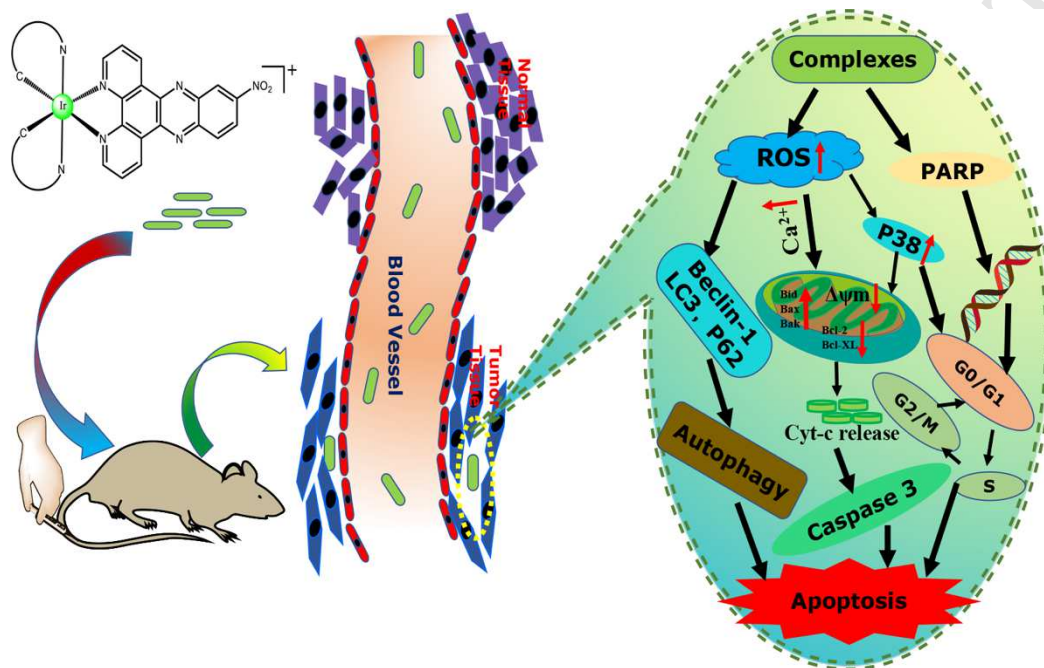 N
C
N
Ir
C
N
N
N
N
NO₂
+
Normal
Tissue
Blood Vessel
Tumor
Tissue
Complexes
ROS
PARP
Ca²⁺
P38
Beclin-1
LC3, P62
Bid
Bax
Bak
Δψm
Bcl-2
Bcl-XL
G0/G1
G2/M
S
Cyt-c release
Autophagy
Caspase 3
Apoptosis